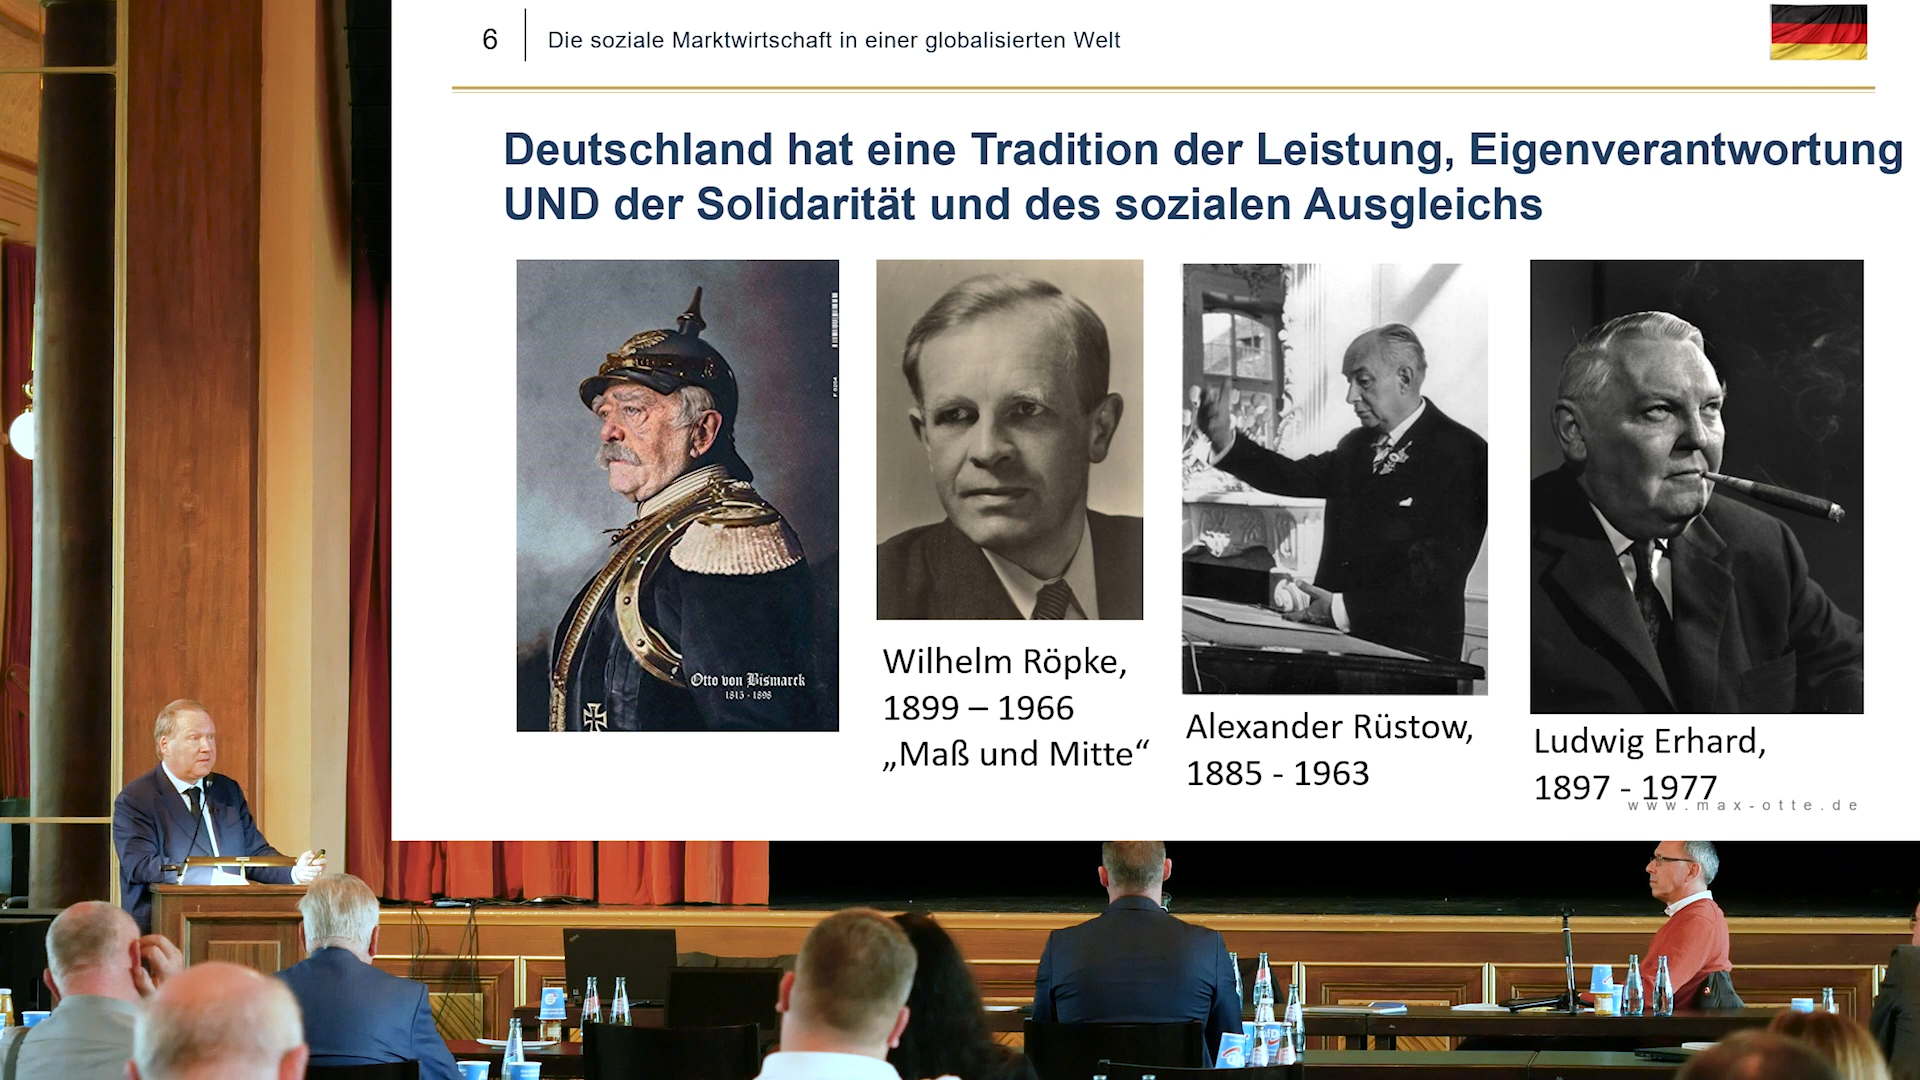 6
Die soziale Marktwirtschaft in einer globalisierten Welt
Deutschland hat eine Tradition der Leistung, Eigenverantwortung
UND der Solidarität und des sozialen Ausgleichs
Otto von Bismarck
1815 - 1898
Wilhelm Röpke,
1899 – 1966
„Maß und Mitte“
Alexander Rüstow,
1885 - 1963
Ludwig Erhard,
1897 - 1977
www.max-otte.de